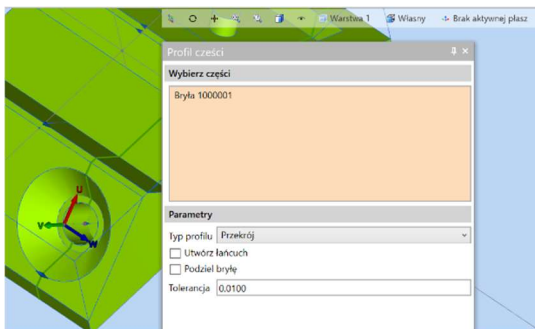 Warstwa 1 Własny Brak aktywnej płasz
Profil części
Wybierz części
Bryła 1000001
U
V
W
Parametry
Typ profilu Przekrój
Utwórz łańcuch
Podziel bryłę
Tolerancja 0.0100